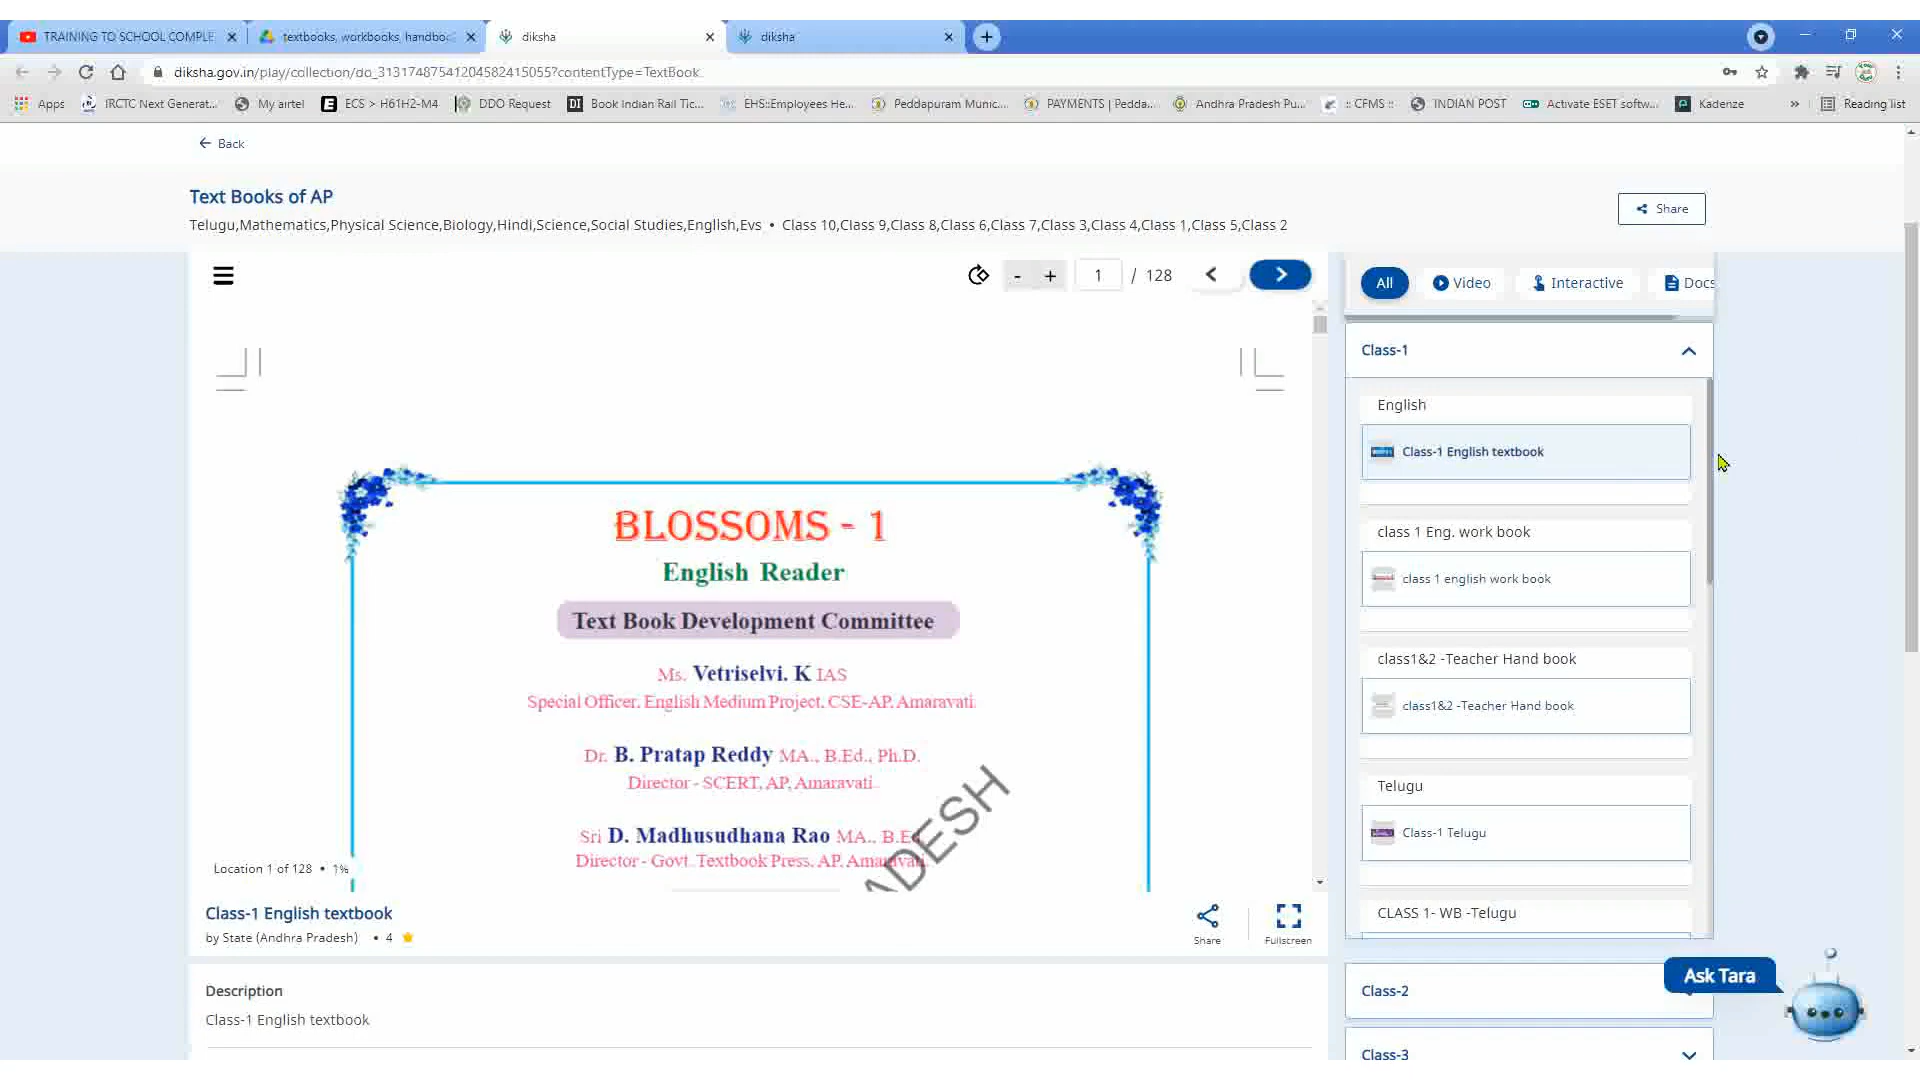 TRAINING TO SCHOOL COMPLE
textbooks, workbooks, handboo
diksha
diksha
diksha.gov.in/play/collection/do_31317487541204582415055?contentType=TextBook
Apps
IRCTC Next Generat...
My airtel
ECS > H61H2-M4
DDO Request
Book Indian Rail Tic...
EHS::Employees He...
Peddapuram Munic...
PAYMENTS | Pedda...
Andhra Pradesh Pu...
:: CFMS ::
INDIAN POST
Activate ESET softw...
Kadenze
»
Reading list
Back
Text Books of AP
Telugu,Mathematics,Physical Science,Biology,Hindi,Science,Social Studies,English,Evs • Class 10,Class 9,Class 8,Class 6,Class 7,Class 3,Class 4,Class 1,Class 5,Class 2
Share
- + 1 / 128
All
Video
Interactive
Docs
Class-1
English
Class-1 English textbook
class 1 Eng. work book
class 1 english work book
class1&2 -Teacher Hand book
class1&2 -Teacher Hand book
Telugu
Class-1 Telugu
CLASS 1- WB -Telugu
Class-2
Class-3
Ask Tara
BLOSSOMS - 1
English Reader
Text Book Development Committee
Ms. Vetriselvi. K IAS
Special Officer, English Medium Project, CSE-AP, Amaravati.
Dr. B. Pratap Reddy MA., B.Ed., Ph.D.
Director - SCERT, AP, Amaravati..
Sri D. Madhusudhana Rao MA., B.Ed
Director - Govt. Textbook Press, AP, Amaravati.
ADESH
Location 1 of 128 • 1%
Class-1 English textbook
by State (Andhra Pradesh) • 4
Share
Fullscreen
Description
Class-1 English textbook